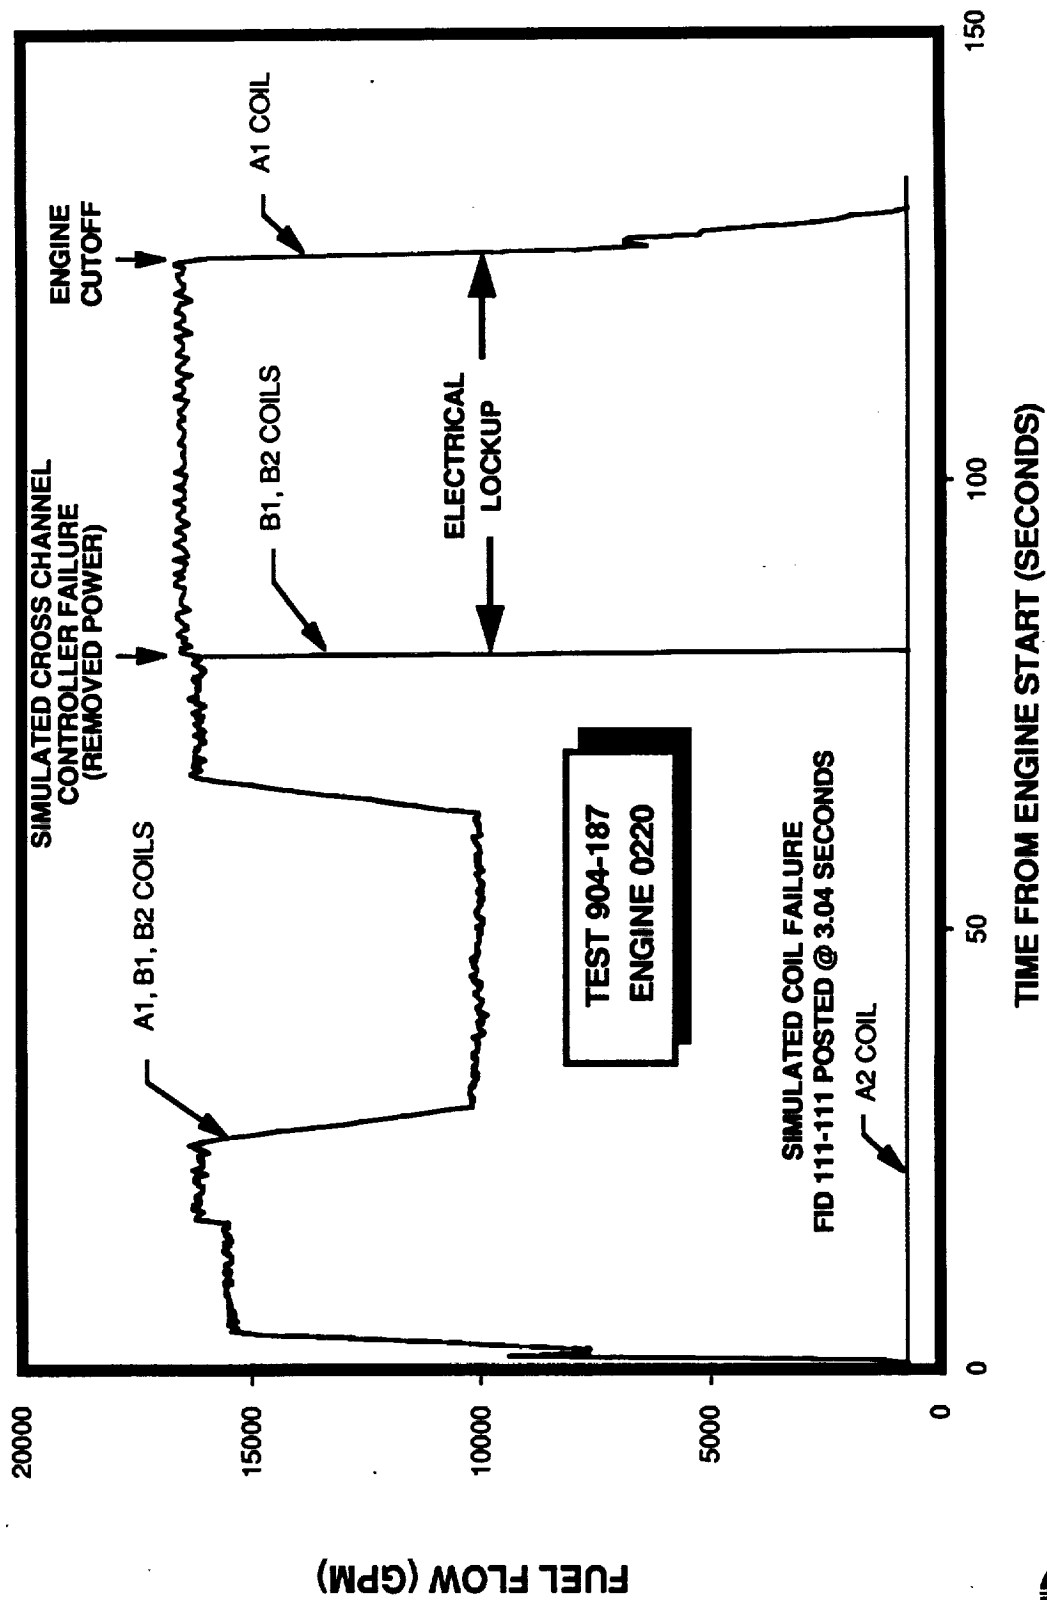 SIMULATED CROSS CHANNEL
CONTROLLER FAILURE
(REMOVED POWER)
ENGINE
CUTOFF
A1, B1, B2 COILS
B1, B2 COILS
A1 COIL
ELECTRICAL
LOCKUP
TEST 904-187
ENGINE 0220
SIMULATED COIL FAILURE
FID 111-111 POSTED @ 3.04 SECONDS
A2 COIL
FUEL FLOW (GPM)
20000
15000
10000
5000
0
0
50
100
150
TIME FROM ENGINE START (SECONDS)